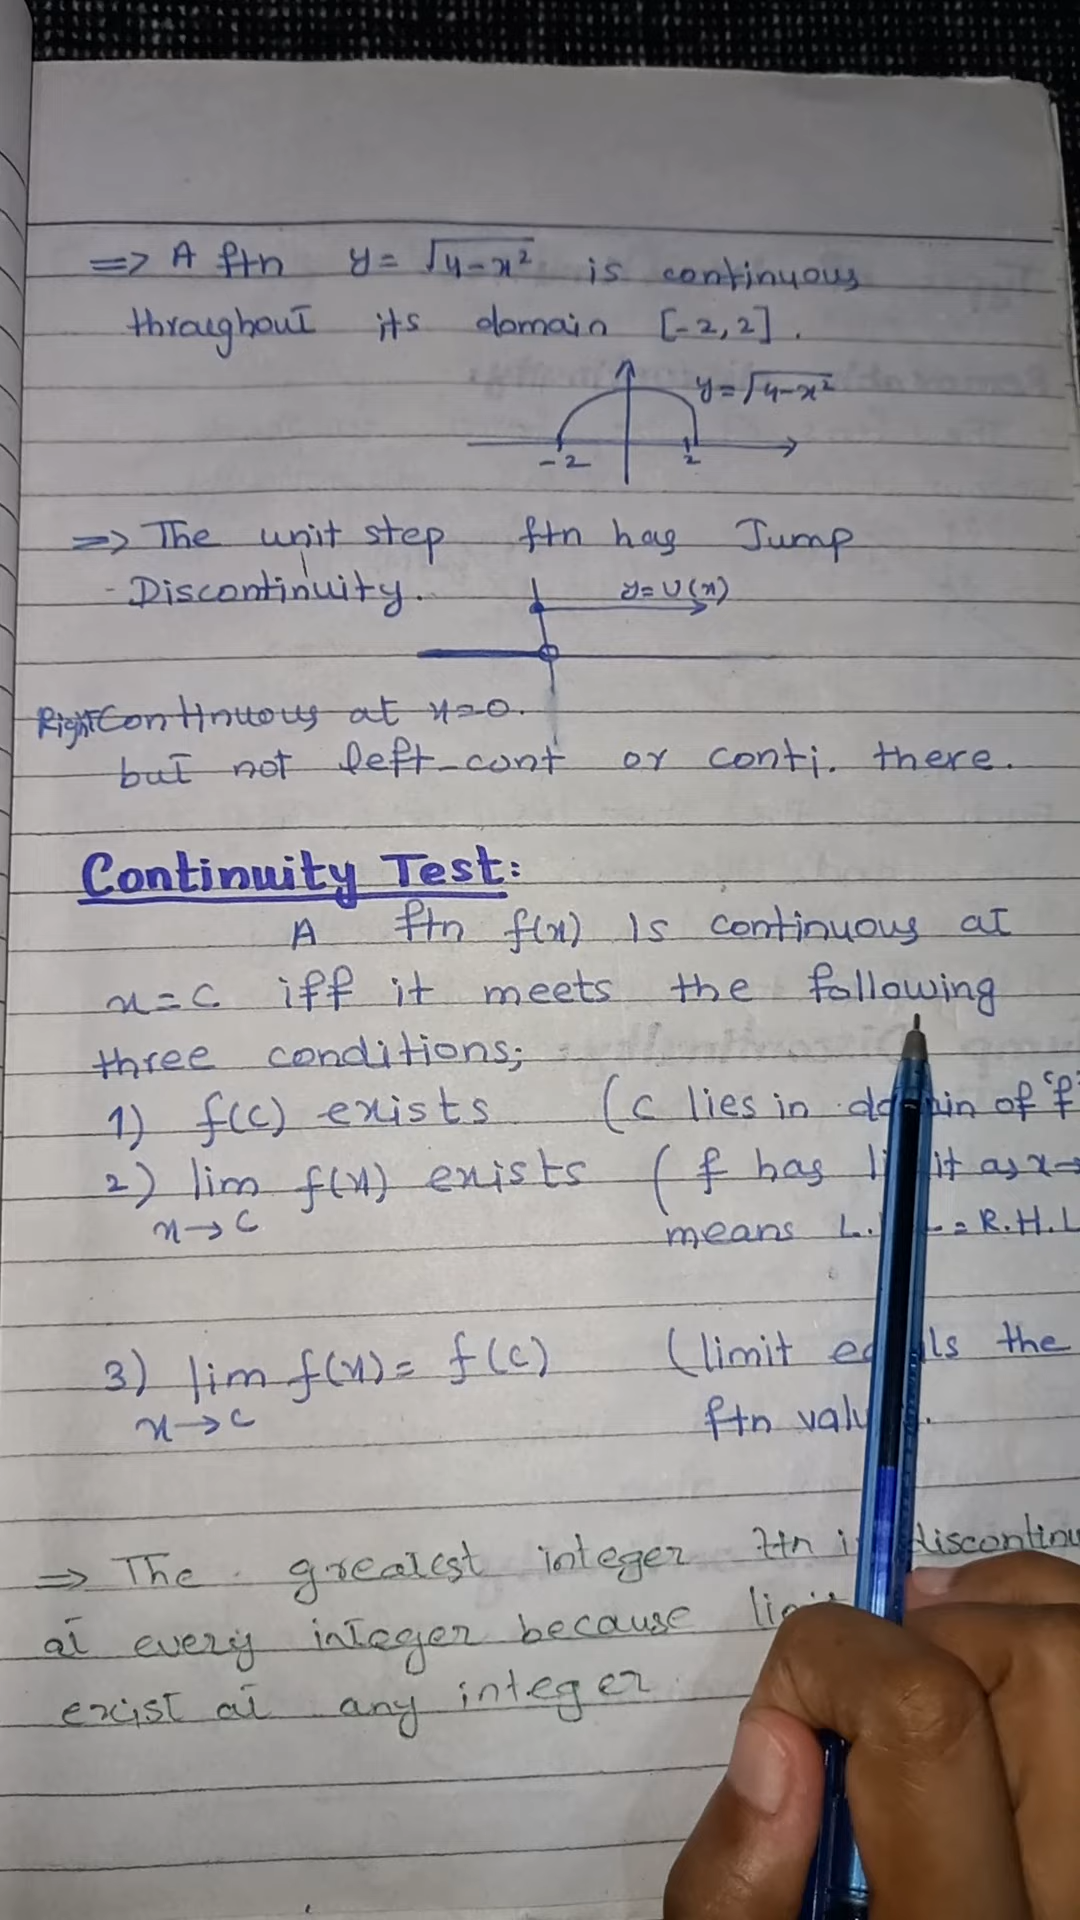 => A ftn y = √4-x² is continuous
throughout its domain [-2, 2].
y = √4-x²
-2 2
=> The unit step ftn has Jump
Discontinuity.
y = U(x)
Right Continuous at x=0.
but not left-cont or conti. there.
Continuity Test:
A ftn f(x) is continuous at
x = c iff it meets the following
three conditions;
1) f(c) exists (c lies in of 'f'
2) lim f(x) exists (f has as x→
x→c means = R.H.L
3) lim f(x) = f(c) (limit the
x→c ftn
=> The greatest integer ftn
at every integer because
exist at any integer